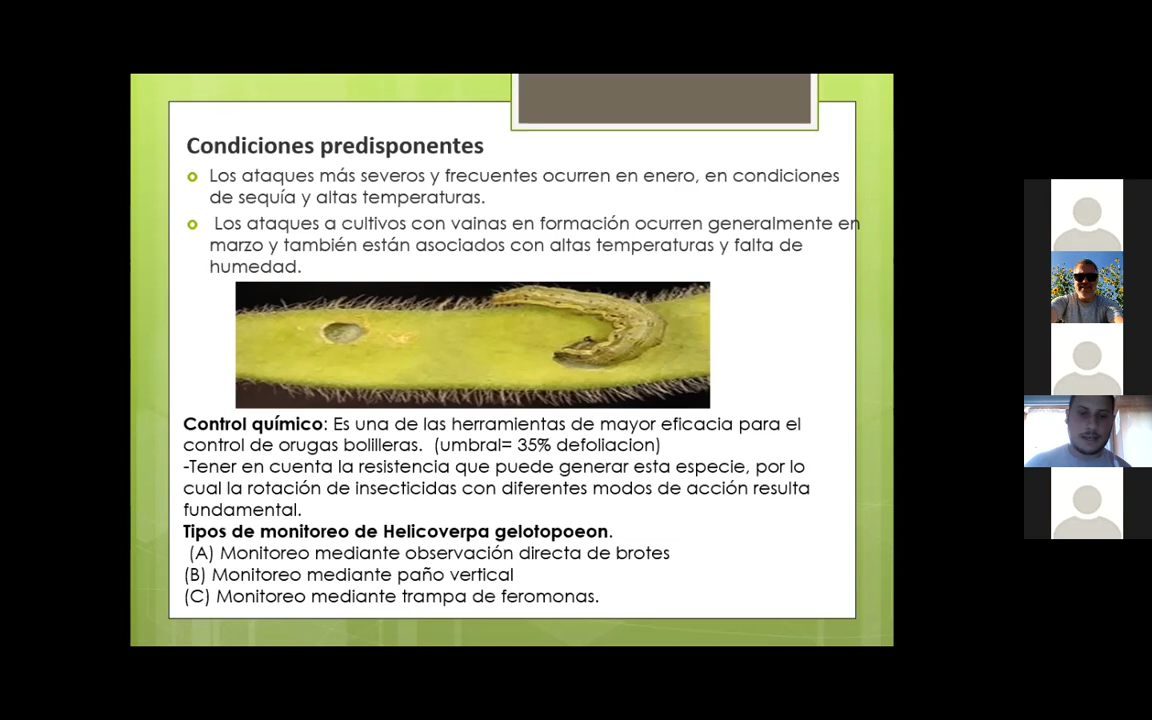 Condiciones predisponentes
Los ataques más severos y frecuentes ocurren en enero, en condiciones
de sequía y altas temperaturas.
Los ataques a cultivos con vainas en formación ocurren generalmente en
marzo y también están asociados con altas temperaturas y falta de
humedad.
Control químico: Es una de las herramientas de mayor eficacia para el
control de orugas bolilleras. (umbral= 35% defoliacion)
-Tener en cuenta la resistencia que puede generar esta especie, por lo
cual la rotación de insecticidas con diferentes modos de acción resulta
fundamental.
Tipos de monitoreo de Helicoverpa gelotopoeon.
(A) Monitoreo mediante observación directa de brotes
(B) Monitoreo mediante paño vertical
(C) Monitoreo mediante trampa de feromonas.